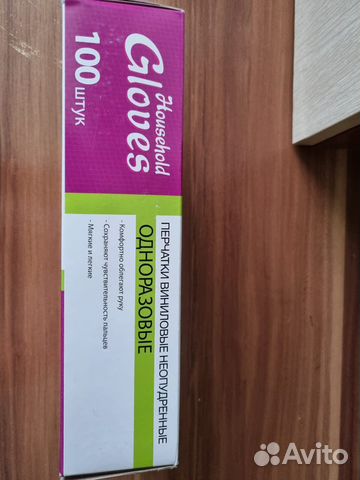 Household
Gloves
100 ШТУК
ПЕРЧАТКИ ВИНИЛОВЫЕ НЕОПУДРЕННЫЕ
ОДНОРАЗОВЫЕ
- Комфортно облегают руку
- Сохраняют чувствительность пальцев
- Мягкие и легкие
Avito